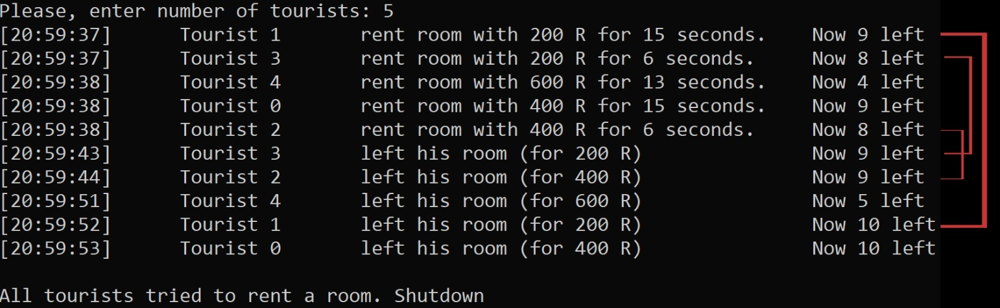 Please, enter number of tourists: 5
[20:59:37] Tourist 1 rent room with 200 R for 15 seconds. Now 9 left
[20:59:37] Tourist 3 rent room with 200 R for 6 seconds. Now 8 left
[20:59:38] Tourist 4 rent room with 600 R for 13 seconds. Now 4 left
[20:59:38] Tourist 0 rent room with 400 R for 15 seconds. Now 9 left
[20:59:38] Tourist 2 rent room with 400 R for 6 seconds. Now 8 left
[20:59:43] Tourist 3 left his room (for 200 R) Now 9 left
[20:59:44] Tourist 2 left his room (for 400 R) Now 9 left
[20:59:51] Tourist 4 left his room (for 600 R) Now 5 left
[20:59:52] Tourist 1 left his room (for 200 R) Now 10 left
[20:59:53] Tourist 0 left his room (for 400 R) Now 10 left
All tourists tried to rent a room. Shutdown